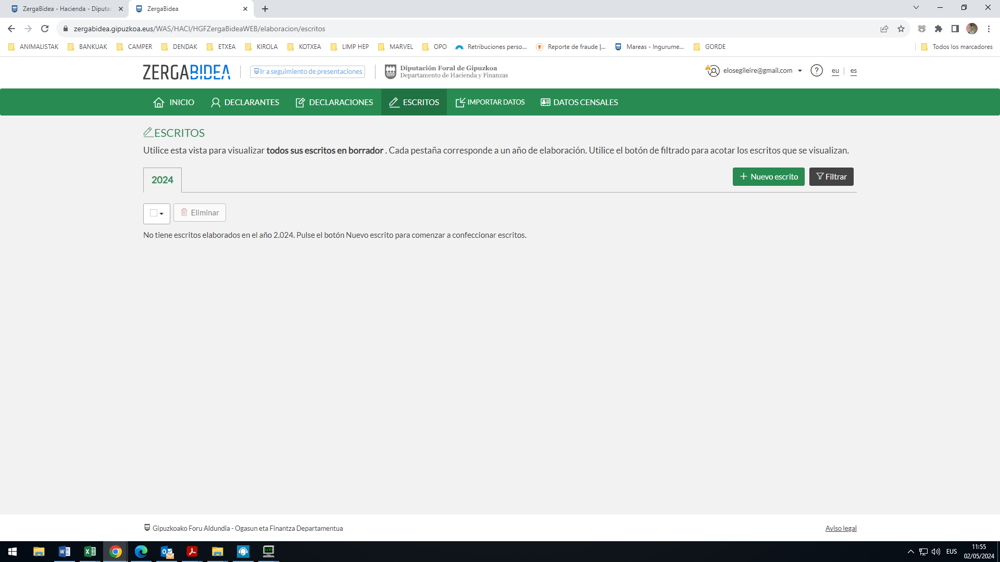 ZergaBidea - Hacienda - Diputac
ZergaBidea
zergabidea.gipuzkoa.eus/WAS/HACI/HGFZergaBideaWEB/elaboracion/escritos
ANIMALISTAK BANKUAK CAMPER DENDAK ETXEA KIROLA KOTXEA LIMP HEP MARVEL OPO Retribuciones perso... Reporte de fraude |... Mareas - Ingurume... GORDE Todos los marcadores
ZERGABIDEA
Ir a seguimiento de presentaciones
Diputación Foral de Gipuzkoa
Departamento de Hacienda y Finanzas
elosegileire@gmail.com
?
eu
es
INICIO DECLARANTES DECLARACIONES ESCRITOS IMPORTAR DATOS DATOS CENSALES
ESCRITOS
Utilice esta vista para visualizar todos sus escritos en borrador . Cada pestaña corresponde a un año de elaboración. Utilice el botón de filtrado para acotar los escritos que se visualizan.
2024
Nuevo escrito
Filtrar
Eliminar
No tiene escritos elaborados en el año 2.024. Pulse el botón Nuevo escrito para comenzar a confeccionar escritos.
Gipuzkoako Foru Aldundia - Ogasun eta Finantza Departamentua
Aviso legal
3270
EUS
11:55
02/05/2024